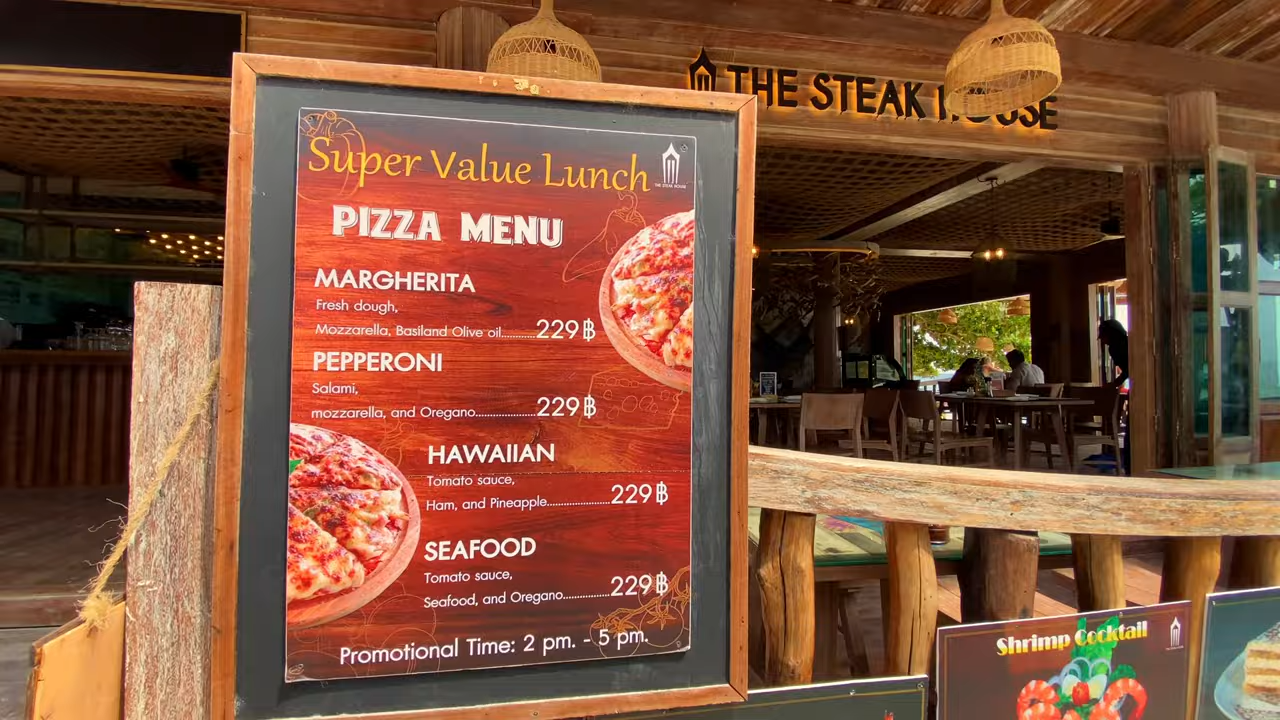 THE STEAK HOUSE
Super Value Lunch
THE STEAK HOUSE
PIZZA MENU
MARGHERITA
Fresh dough,
Mozzarella, Basiland Olive oil............229฿
PEPPERONI
Salami,
mozzarella, and Oregano.................229฿
HAWAIIAN
Tomato sauce,
Ham, and Pineapple..................229฿
SEAFOOD
Tomato sauce,
Seafood, and Oregano.............229฿
Promotional Time: 2 pm. - 5 pm.
Shrimp Cocktail